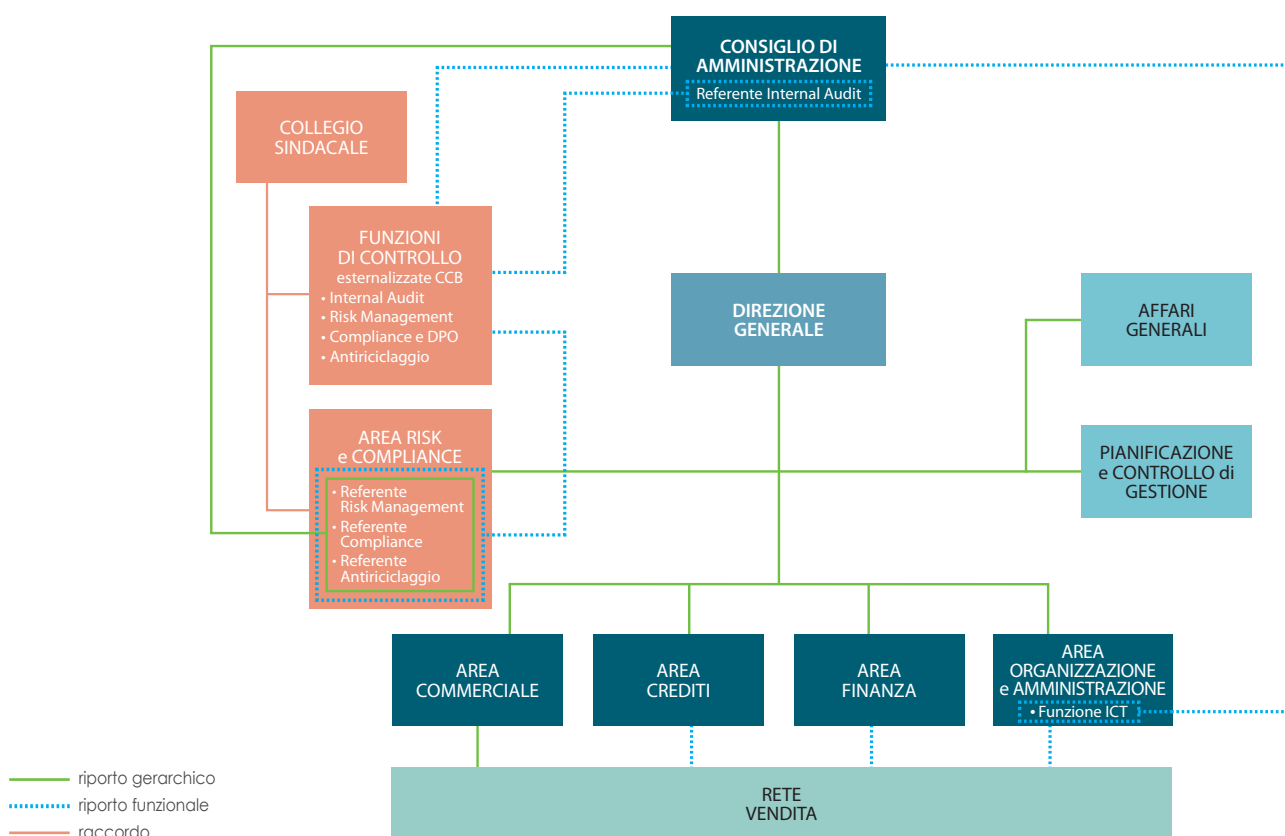 CONSIGLIO DI
AMMINISTRAZIONE
Referente Internal Audit
COLLEGIO
SINDACALE
FUNZIONI
DI CONTROLLO
esternalizzate CCB
• Internal Audit
• Risk Management
• Compliance e DPO
• Antiriciclaggio
DIREZIONE
GENERALE
AFFARI
GENERALI
AREA RISK
e COMPLIANCE
• Referente
Risk Management
• Referente
Compliance
• Referente
Antiriciclaggio
PIANIFICAZIONE
e CONTROLLO di
GESTIONE
AREA
COMMERCIALE
AREA
CREDITI
AREA
FINANZA
AREA
ORGANIZZAZIONE
e AMMINISTRAZIONE
• Funzione ICT
RETE
VENDITA
riporto gerarchico
riporto funzionale
raccordo